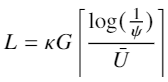 L = κG ⌈ log(1/ψ) / Ū ⌉